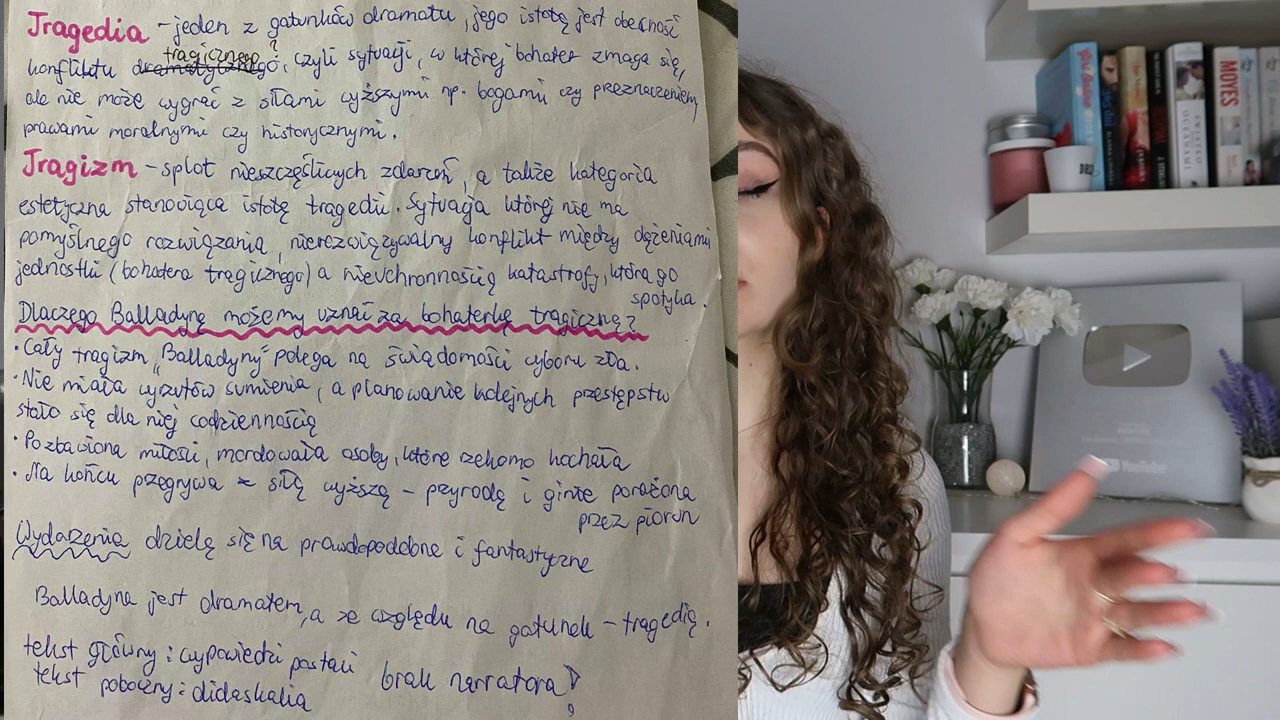 Tragedia - jeden z gatunków dramatu, jego istotą jest obecność
tragicznego?
konfliktu dramatycznego, czyli sytuacji, w której bohater zmaga się,
ale nie może wygrać z siłami wyższymi np. bogami czy przeznaczeniem,
prawami moralnymi czy historycznymi.
Tragizm - splot nieszczęśliwych zdarzeń, a także kategoria
estetyczna stanowiąca istotę tragedii. Sytuacja której nie ma
pomyślnego rozwiązania, nierozwiązywalny konflikt między dążeniami
jednostki (bohatera tragicznego) a nieuchronnością katastrofy, która go
spotyka.
Dlaczego Balladynę możemy uznać za bohaterkę tragiczną?
• Cały tragizm „Balladyny" polega na świadomości wyboru zła.
• Nie miała wyrzutów sumienia, a planowanie kolejnych przestępstw
stało się dla niej codziennością
• Pozbawiona miłości, mordowała osoby, które rzekomo kochała
• Na końcu przegrywa z siłą wyższą - przyrodą i ginie porażona
przez piorun
Wydarzenia dzielą się na prawdopodobne i fantastyczne
Balladyna jest dramatem, a ze względu na gatunek - tragedią.
tekst główny: wypowiedzi postaci
brak narratora!
tekst poboczny: didaskalia
MOYES
ŚWIATŁO
OCEANAMI
YouTube